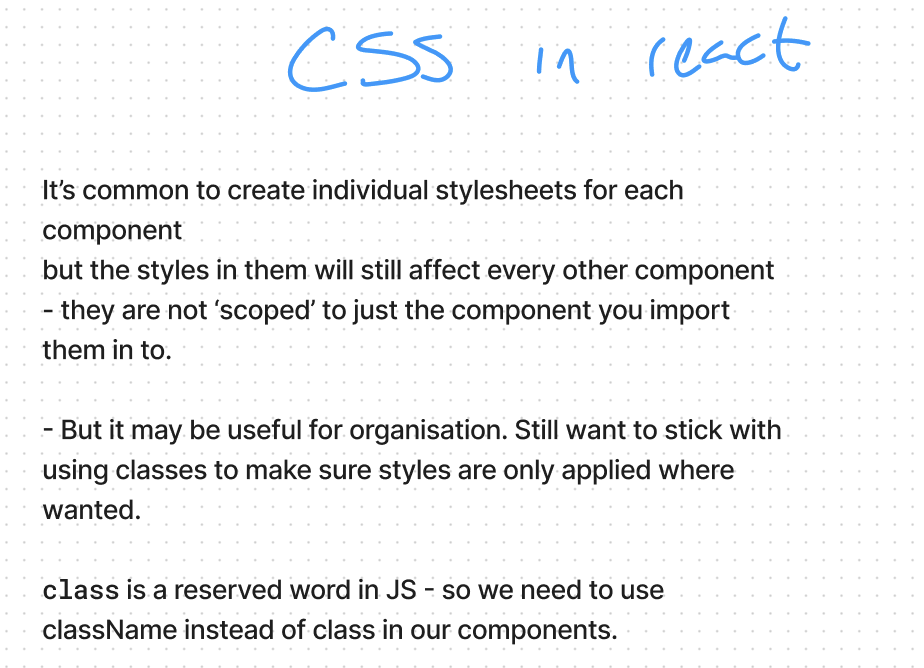 CSS in react
It’s common to create individual stylesheets for each
component
but the styles in them will still affect every other component
- they are not ‘scoped’ to just the component you import
them in to.
- But it may be useful for organisation. Still want to stick with
using classes to make sure styles are only applied where
wanted.
class is a reserved word in JS - so we need to use
className instead of class in our components.